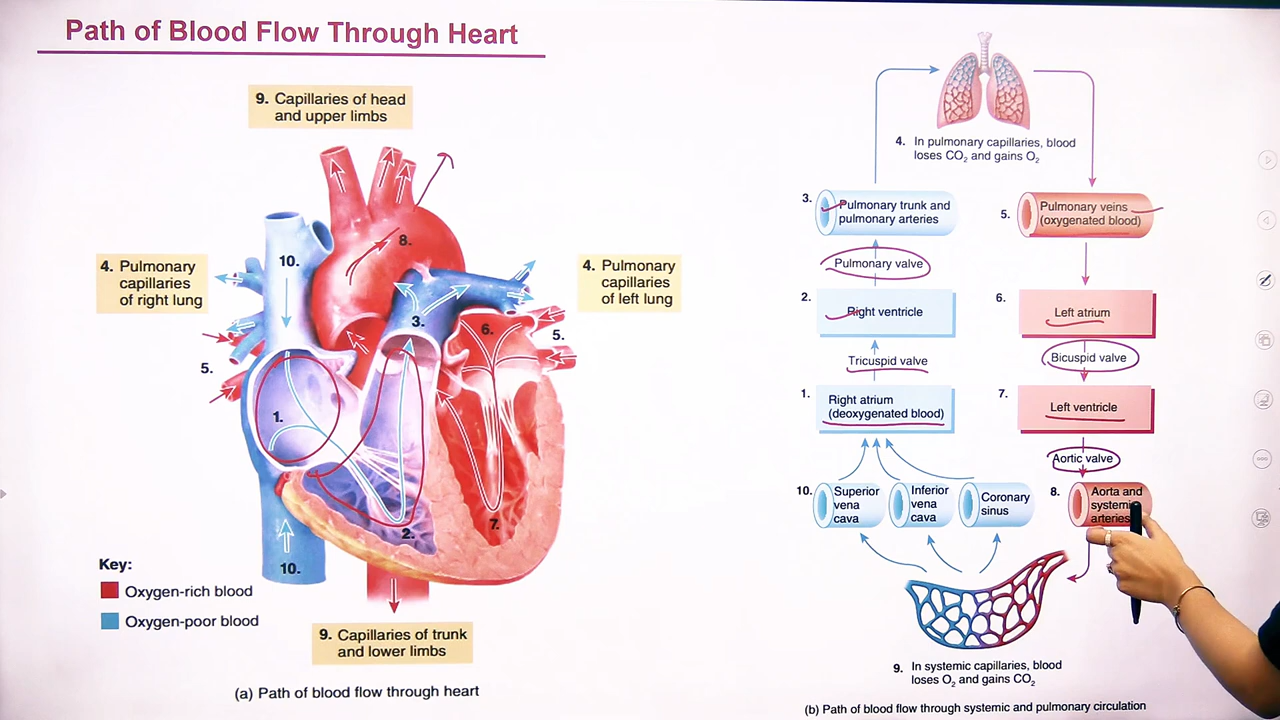 Path of Blood Flow Through Heart
9. Capillaries of head
and upper limbs
4. Pulmonary
capillaries
of right lung
4. Pulmonary
capillaries
of left lung
10.
8.
3.
6.
5.
5.
1.
2.
7.
10.
Key:
Oxygen-rich blood
Oxygen-poor blood
9. Capillaries of trunk
and lower limbs
(a) Path of blood flow through heart
4. In pulmonary capillaries, blood
loses CO₂ and gains O₂
3. Pulmonary trunk and
pulmonary arteries
Pulmonary valve
2. Right ventricle
Tricuspid valve
1. Right atrium
(deoxygenated blood)
10. Superior
vena
cava
Inferior
vena
cava
Coronary
sinus
5. Pulmonary veins
(oxygenated blood)
6. Left atrium
Bicuspid valve
7. Left ventricle
Aortic valve
8. Aorta and
systemic
arteries
9. In systemic capillaries, blood
loses O₂ and gains CO₂
(b) Path of blood flow through systemic and pulmonary circulation